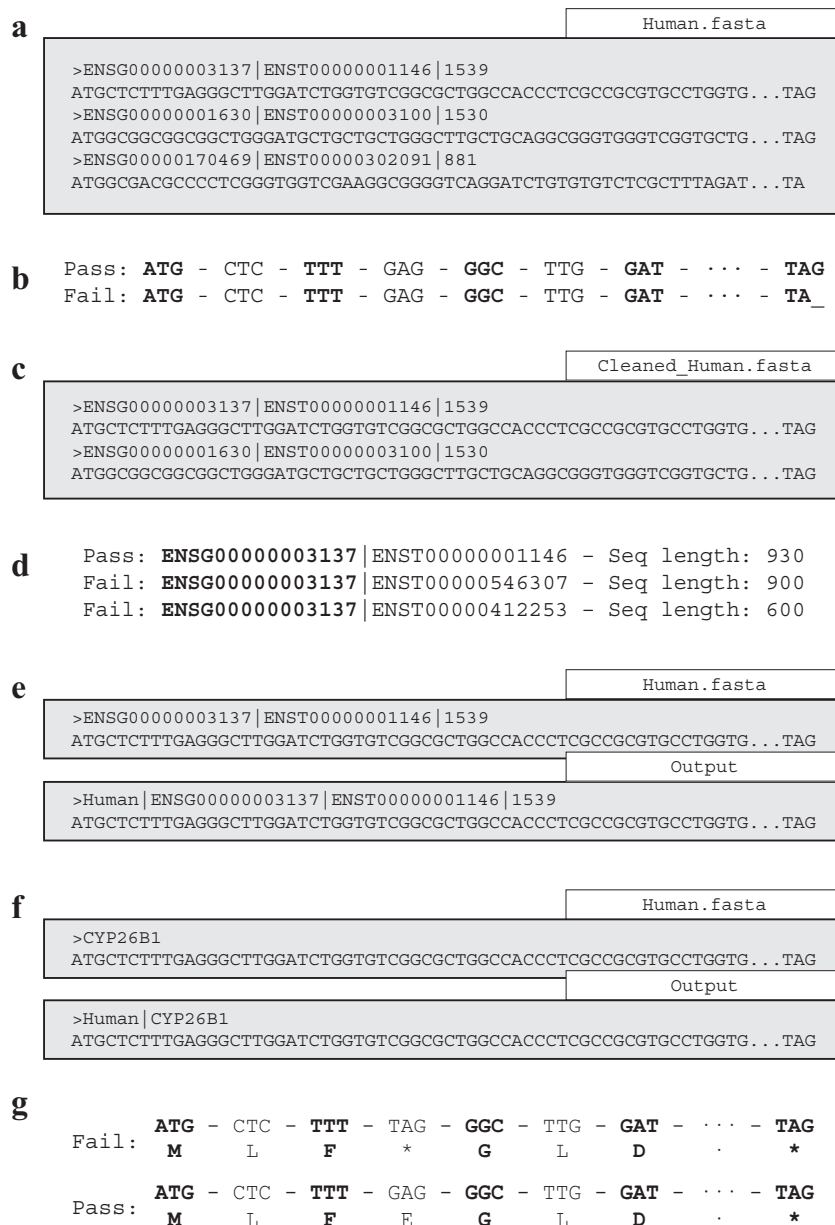 a
Human.fasta
>ENSG00000003137|ENST00000001146|1539
ATGCTCTTTGAGGGCTTGGATCTGGTGTCGGCGCTGGCCACCCTCGCCGCGTGCCTGGTG...TAG
>ENSG00000001630|ENST00000003100|1530
ATGGCGGCGGCGGCTGGGATGCTGCTGCTGGGCTTGCTGCAGGCGGGTGGGTCGGTGCTG...TAG
>ENSG00000170469|ENST00000302091|881
ATGGCGACGCCCCTCGGGTGGTCGAAGGCGGGGTCAGGATCTGTGTGTCTCGCTTTAGAT...TA
b
Pass: ATG - CTC - TTT - GAG - GGC - TTG - GAT - ··· - TAG
Fail: ATG - CTC - TTT - GAG - GGC - TTG - GAT - ··· - TA_
c
Cleaned_Human.fasta
>ENSG00000003137|ENST00000001146|1539
ATGCTCTTTGAGGGCTTGGATCTGGTGTCGGCGCTGGCCACCCTCGCCGCGTGCCTGGTG...TAG
>ENSG00000001630|ENST00000003100|1530
ATGGCGGCGGCGGCTGGGATGCTGCTGCTGGGCTTGCTGCAGGCGGGTGGGTCGGTGCTG...TAG
d
Pass: ENSG00000003137|ENST00000001146 – Seq length: 930
Fail: ENSG00000003137|ENST00000546307 – Seq length: 900
Fail: ENSG00000003137|ENST00000412253 – Seq length: 600
e
Human.fasta
>ENSG00000003137|ENST00000001146|1539
ATGCTCTTTGAGGGCTTGGATCTGGTGTCGGCGCTGGCCACCCTCGCCGCGTGCCTGGTG...TAG
Output
>Human|ENSG00000003137|ENST00000001146|1539
ATGCTCTTTGAGGGCTTGGATCTGGTGTCGGCGCTGGCCACCCTCGCCGCGTGCCTGGTG...TAG
f
Human.fasta
>CYP26B1
ATGCTCTTTGAGGGCTTGGATCTGGTGTCGGCGCTGGCCACCCTCGCCGCGTGCCTGGTG...TAG
Output
>Human|CYP26B1
ATGCTCTTTGAGGGCTTGGATCTGGTGTCGGCGCTGGCCACCCTCGCCGCGTGCCTGGTG...TAG
g
ATG - CTC - TTT - TAG - GGC - TTG - GAT - ··· - TAG
Fail:
M L F * G L D · *
ATG - CTC - TTT - GAG - GGC - TTG - GAT - ··· - TAG
Pass:
M L F E G L D · *